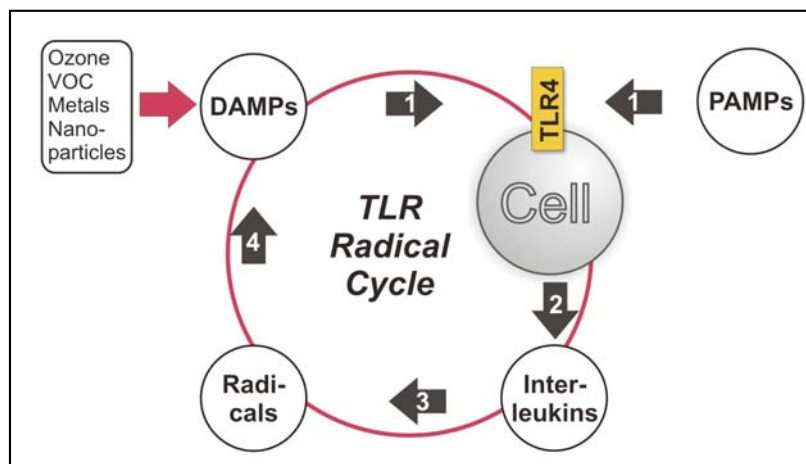 Ozone
VOC
Metals
Nano-
particles
DAMPs
1
TLR4
1
PAMPs
Cell
TLR
Radical
Cycle
4
2
Radi-
cals
3
Inter-
leukins